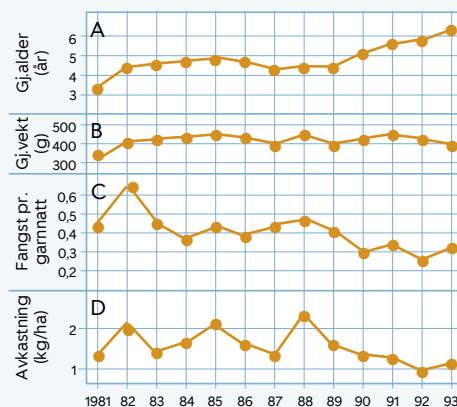 A
Gj.alder
(år)
6
5
4
3
B
Gj.vekt
(g)
500
400
300
C
Fangst pr.
garnnatt
0,6
0,5
0,4
0,3
0,2
D
Avkastning
(kg/ha)
2
1
1981 82 83 84 85 86 87 88 89 90 91 92 93